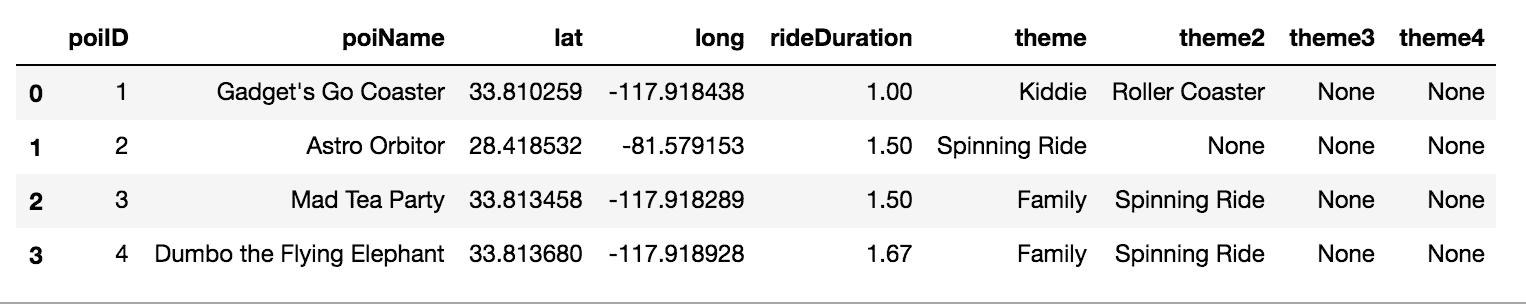 poiID poiName lat long rideDuration theme theme2 theme3 theme4
0 1 Gadget's Go Coaster 33.810259 -117.918438 1.00 Kiddie Roller Coaster None None
1 2 Astro Orbitor 28.418532 -81.579153 1.50 Spinning Ride None None None
2 3 Mad Tea Party 33.813458 -117.918289 1.50 Family Spinning Ride None None
3 4 Dumbo the Flying Elephant 33.813680 -117.918928 1.67 Family Spinning Ride None None